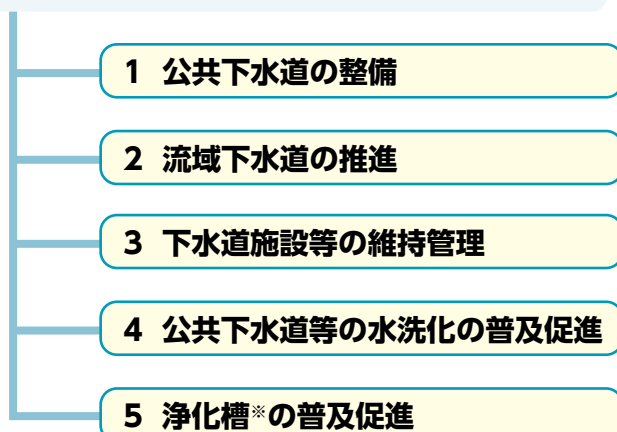 1 公共下水道の整備
2 流域下水道の推進
3 下水道施設等の維持管理
4 公共下水道等の水洗化の普及促進
5 浄化槽※の普及促進